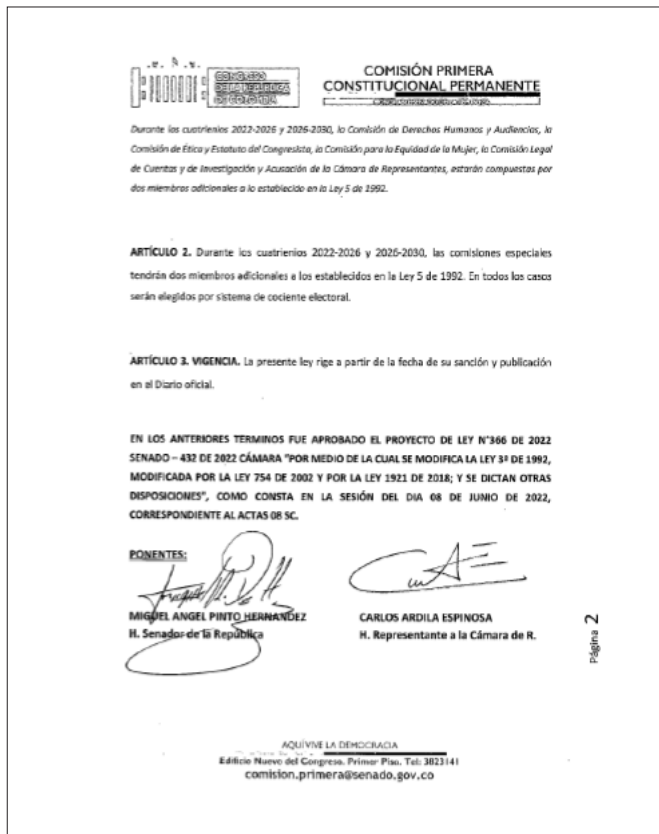 CONGRESO
DE LA REPÚBLICA
DE COLOMBIA
COMISIÓN PRIMERA
CONSTITUCIONAL PERMANENTE
Durante los cuatrienios 2022-2026 y 2026-2030, la Comisión de Derechos Humanos y Audiencias, la
Comisión de Ética y Estatuto del Congresista, la Comisión para la Equidad de la Mujer, la Comisión Legal
de Cuentas y de Investigación y Acusación de la Cámara de Representantes, estarán compuestas por
dos miembros adicionales a lo establecido en la Ley 5 de 1992.
ARTÍCULO 2. Durante los cuatrienios 2022-2026 y 2026-2030, las comisiones especiales
tendrán dos miembros adicionales a los establecidos en la Ley 5 de 1992. En todos los casos
serán elegidos por sistema de cociente electoral.
ARTÍCULO 3. VIGENCIA. La presente ley rige a partir de la fecha de su sanción y publicación
en el Diario oficial.
EN LOS ANTERIORES TERMINOS FUE APROBADO EL PROYECTO DE LEY N°366 DE 2022
SENADO – 432 DE 2022 CÁMARA "POR MEDIO DE LA CUAL SE MODIFICA LA LEY 3ª DE 1992,
MODIFICADA POR LA LEY 754 DE 2002 Y POR LA LEY 1921 DE 2018; Y SE DICTAN OTRAS
DISPOSICIONES", COMO CONSTA EN LA SESIÓN DEL DIA 08 DE JUNIO DE 2022,
CORRESPONDIENTE AL ACTAS 08 SC.
PONENTES:
MIGUEL ANGEL PINTO HERNANDEZ
H. Senador de la República
CARLOS ARDILA ESPINOSA
H. Representante a la Cámara de R.
Página 2
AQUÍ VIVE LA DEMOCRACIA
Edificio Nuevo del Congreso. Primer Piso. Tel: 3823141
comision.primera@senado.gov.co